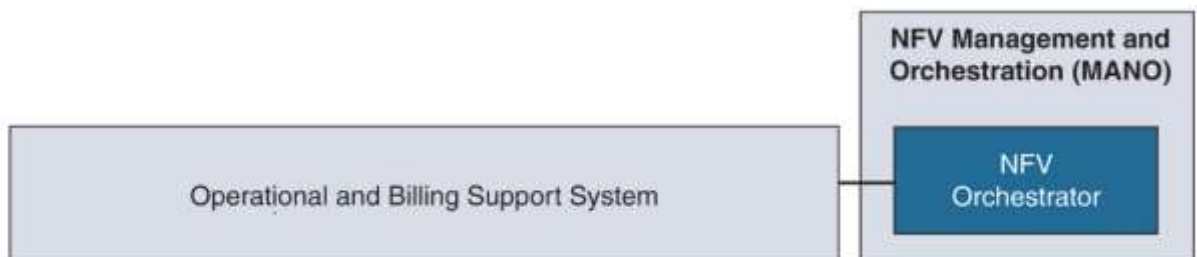 NFV Management and
Orchestration (MANO)
Operational and Billing Support System
NFV
Orchestrator